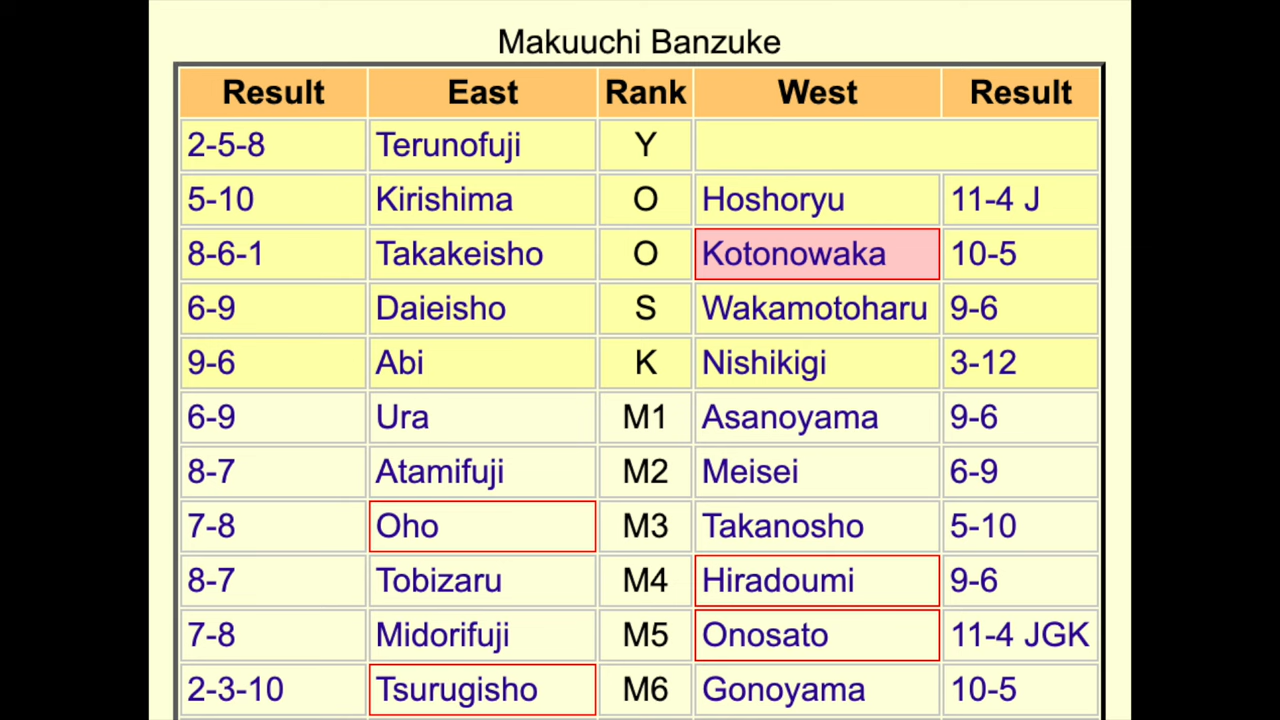 Makuuchi Banzuke
Result East Rank West Result
2-5-8 Terunofuji Y
5-10 Kirishima O Hoshoryu 11-4 J
8-6-1 Takakeisho O Kotonowaka 10-5
6-9 Daieisho S Wakamotoharu 9-6
9-6 Abi K Nishikigi 3-12
6-9 Ura M1 Asanoyama 9-6
8-7 Atamifuji M2 Meisei 6-9
7-8 Oho M3 Takanosho 5-10
8-7 Tobizaru M4 Hiradoumi 9-6
7-8 Midorifuji M5 Onosato 11-4 JGK
2-3-10 Tsurugisho M6 Gonoyama 10-5